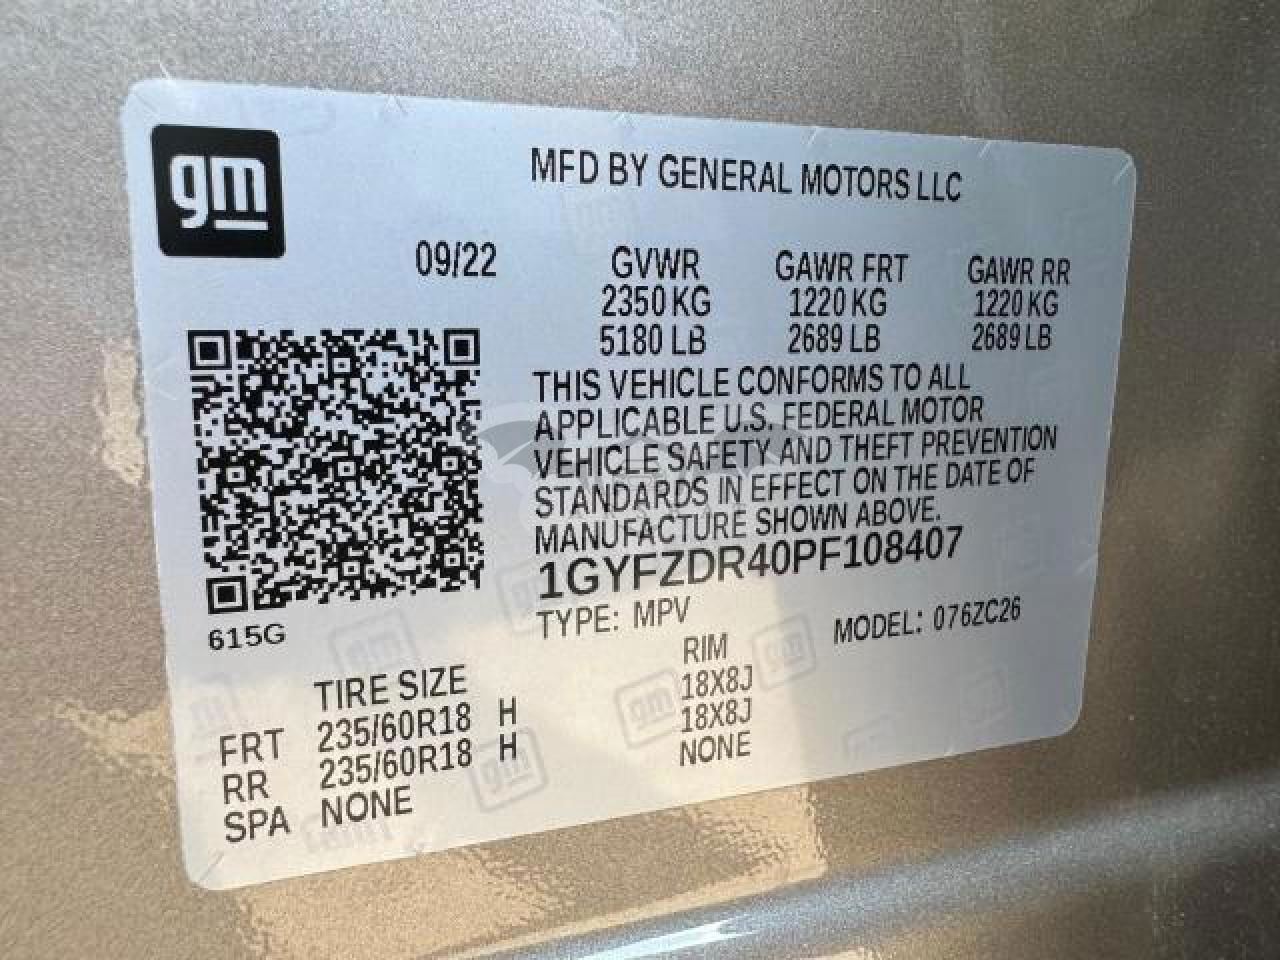 gm
MFD BY GENERAL MOTORS LLC
09/22 GVWR GAWR FRT GAWR RR
2350 KG 1220 KG 1220 KG
5180 LB 2689 LB 2689 LB
THIS VEHICLE CONFORMS TO ALL
APPLICABLE U.S. FEDERAL MOTOR
VEHICLE SAFETY AND THEFT PREVENTION
STANDARDS IN EFFECT ON THE DATE OF
MANUFACTURE SHOWN ABOVE.
1GYFZDR40PF108407
615G
TYPE: MPV MODEL: 076ZC26
TIRE SIZE RIM
FRT 235/60R18 H 18X8J
RR 235/60R18 H 18X8J
SPA NONE NONE